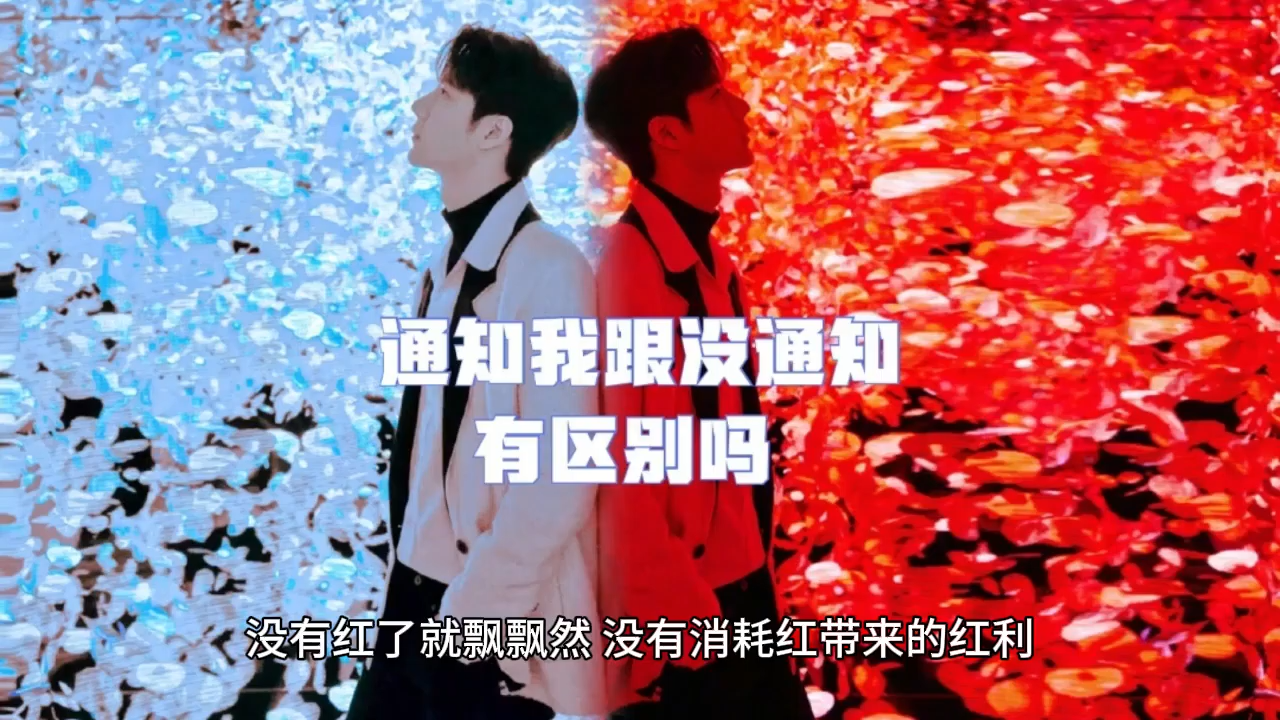 通知我跟没通知
有区别吗
没有红了就飘飘然 没有消耗红带来的红利